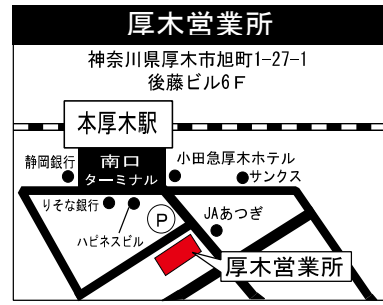 厚木営業所
神奈川県厚木市旭町1-27-1
後藤ビル6F
本厚木駅
静岡銀行
南口
ターミナル
小田急厚木ホテル
サンクス
りそな銀行
ハピネスビル
P
JAあつぎ
厚木営業所